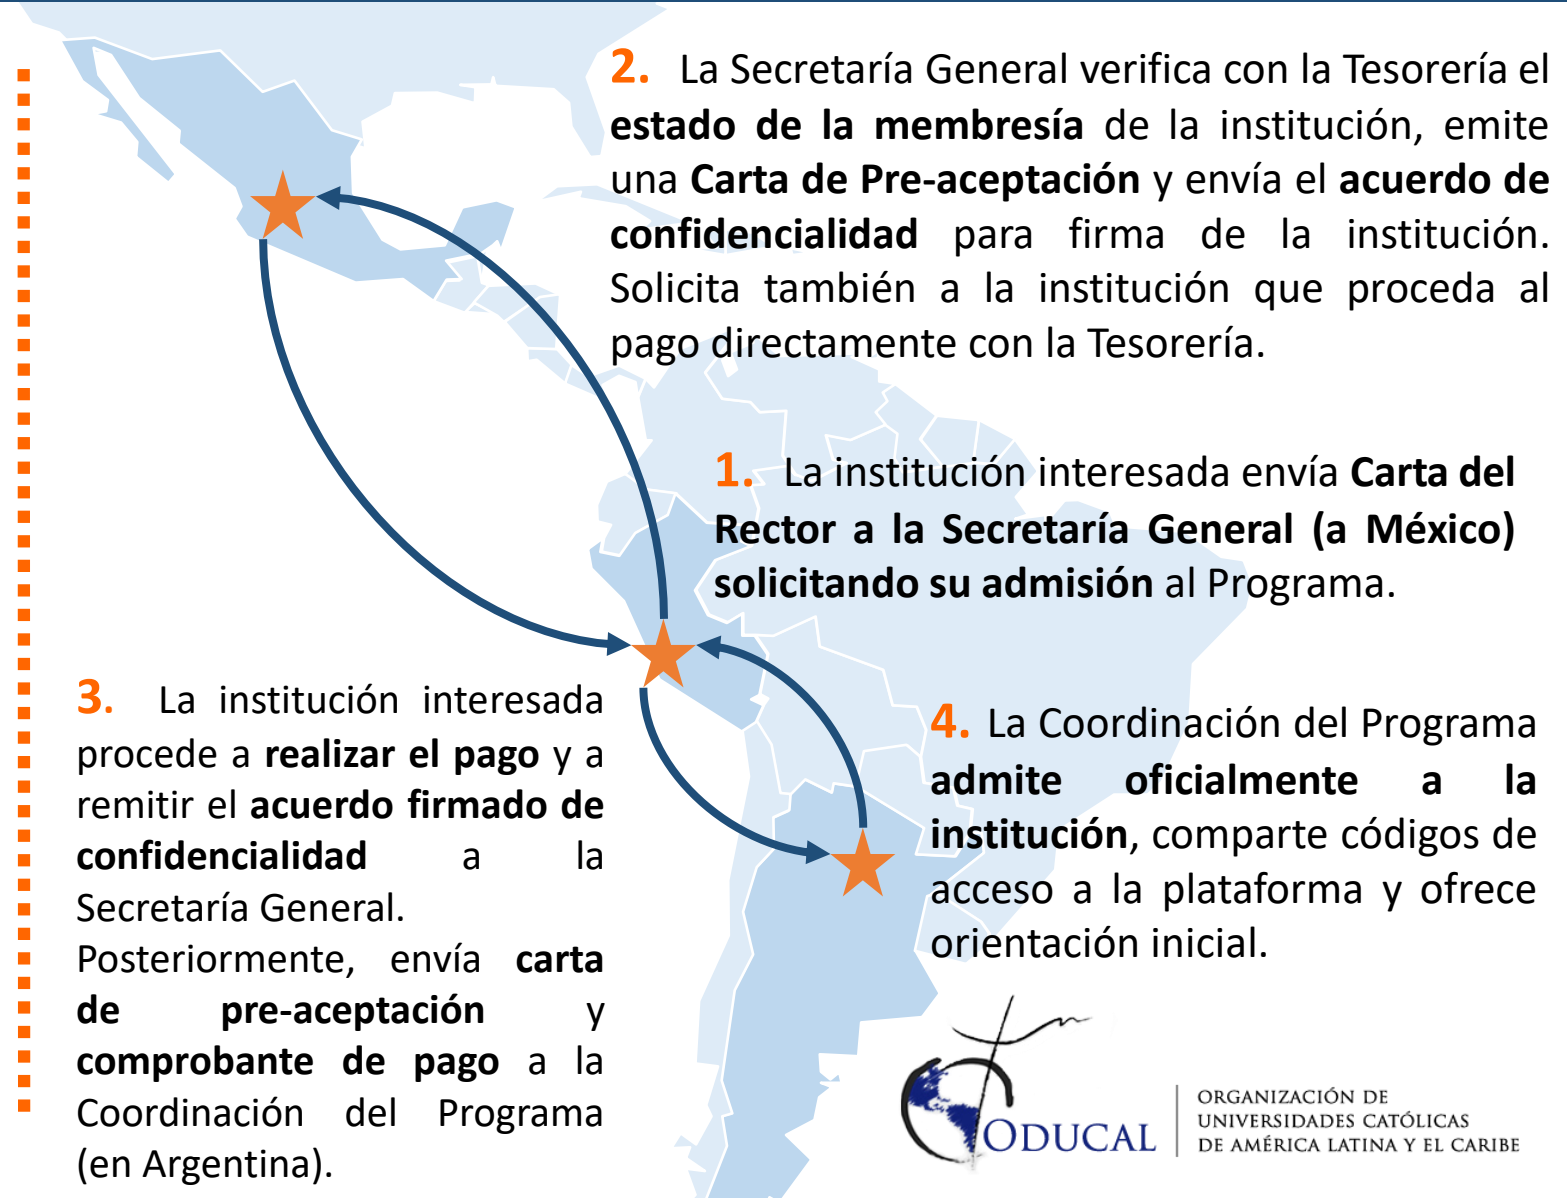 2. La Secretaría General verifica con la Tesorería el
estado de la membresía de la institución, emite
una Carta de Pre-aceptación y envía el acuerdo de
confidencialidad para firma de la institución.
Solicita también a la institución que proceda al
pago directamente con la Tesorería.
1. La institución interesada envía Carta del
Rector a la Secretaría General (a México)
solicitando su admisión al Programa.
3. La institución interesada
procede a realizar el pago y a
remitir el acuerdo firmado de
confidencialidad a la
Secretaría General.
Posteriormente, envía carta
de pre-aceptación y
comprobante de pago a la
Coordinación del Programa
(en Argentina).
4. La Coordinación del Programa
admite oficialmente a la
institución, comparte códigos de
acceso a la plataforma y ofrece
orientación inicial.
ODUCAL
ORGANIZACIÓN DE
UNIVERSIDADES CATÓLICAS
DE AMÉRICA LATINA Y EL CARIBE